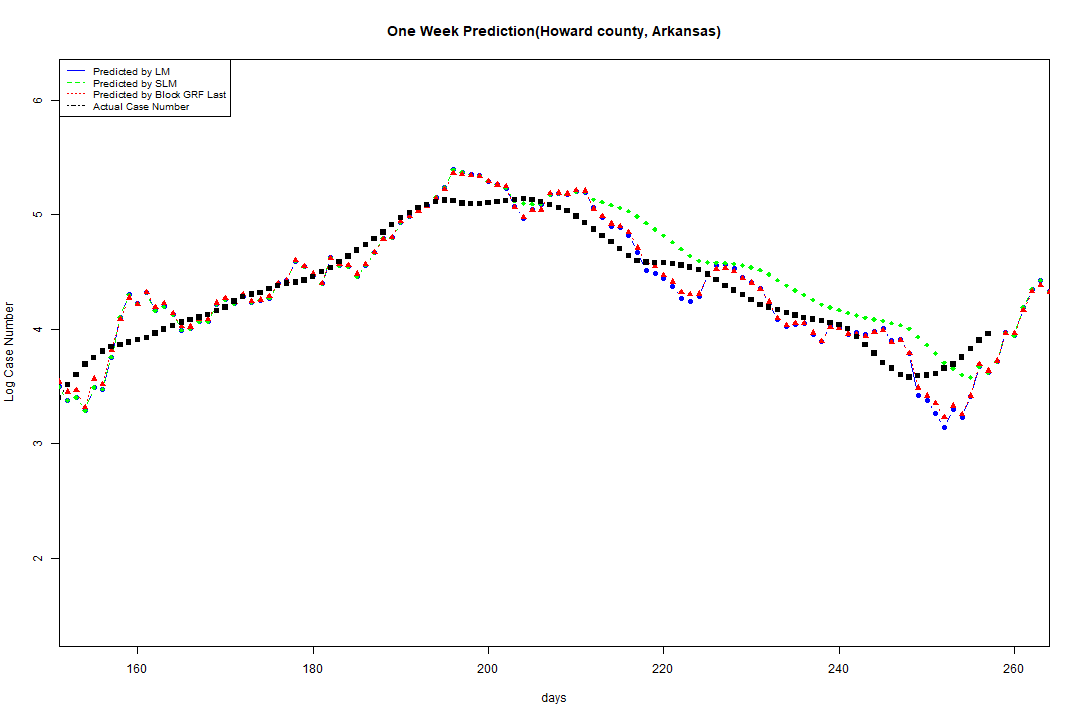 One Week Prediction(Howard county, Arkansas)
Predicted by LM
Predicted by SLM
Predicted by Block GRF Last
Actual Case Number
6
5
4
3
2
Log Case Number
160 180 200 220 240 260
days